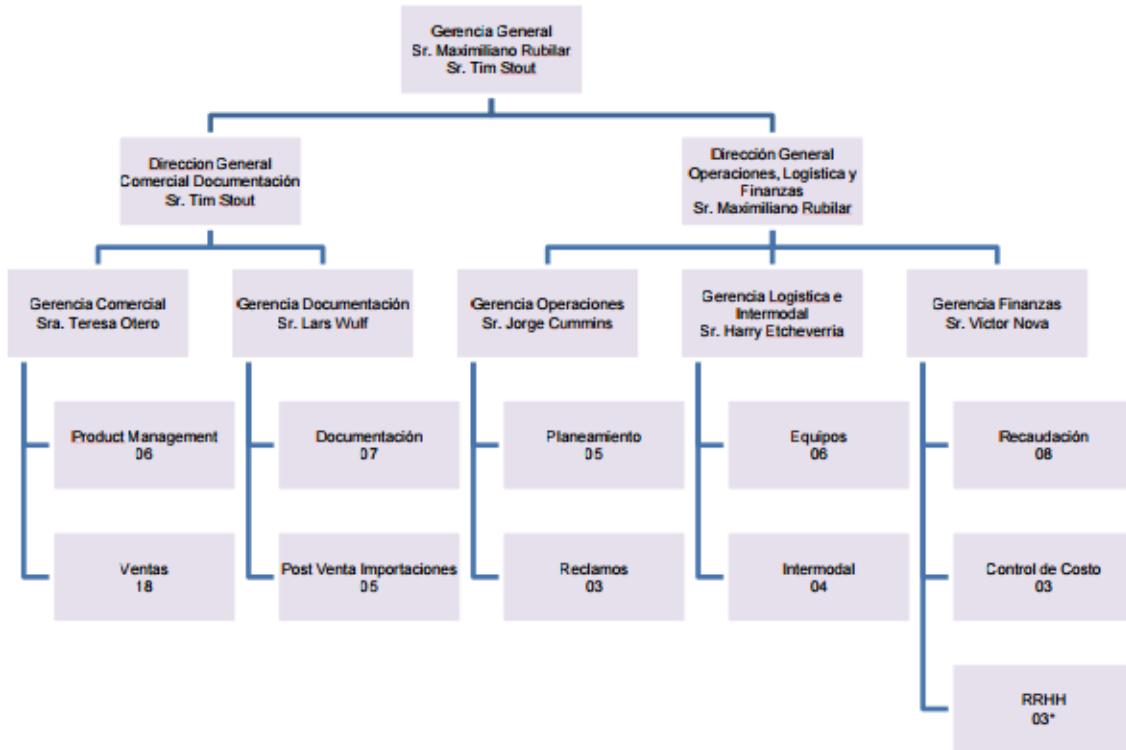 Gerencia General
Sr. Maximiliano Rubilar
Sr. Tim Stout
Direccion General
Comercial Documentación
Sr. Tim Stout
Dirección General
Operaciones, Logística y
Finanzas
Sr. Maximiliano Rubilar
Gerencia Comercial
Sra. Teresa Otero
Gerencia Documentación
Sr. Lars Wulf
Gerencia Operaciones
Sr. Jorge Cummins
Gerencia Logística e
Intermodal
Sr. Harry Etcheverria
Gerencia Finanzas
Sr. Victor Nova
Product Management
06
Documentación
07
Planeamiento
05
Equipos
06
Recaudación
08
Ventas
18
Post Venta Importaciones
05
Reclamos
03
Intermodal
04
Control de Costo
03
RRHH
03*